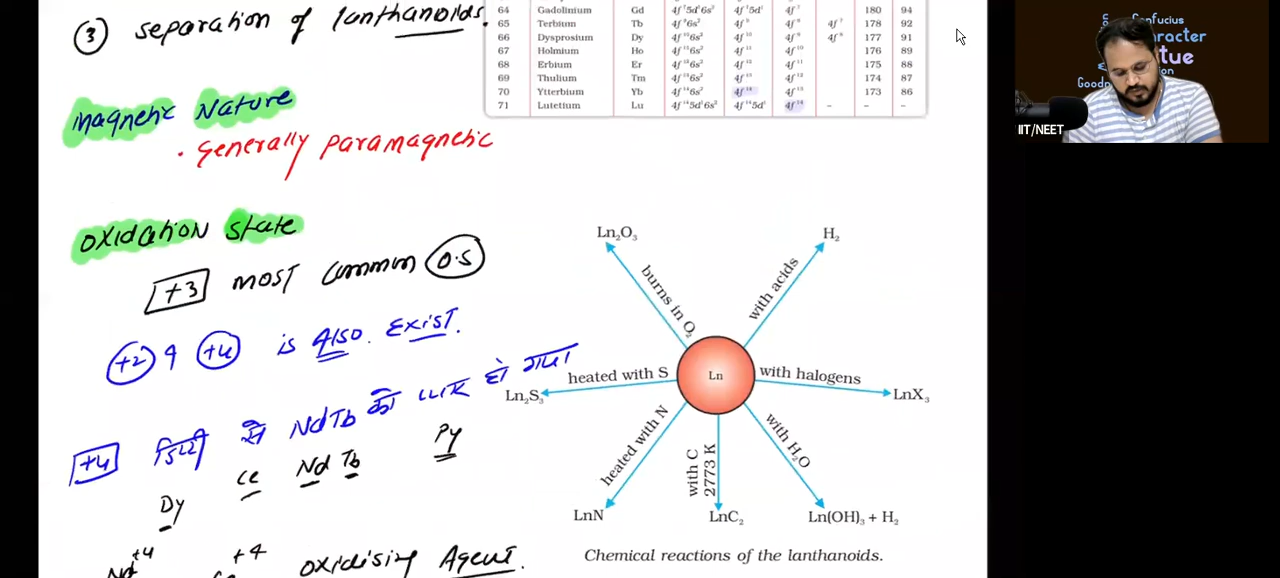 ③ separation of lanthanoids.
magnetic Nature
· Generally paramagnetic
oxidation state
+3 most common O.S
+2 & +4 is Also. Exist.
+4 डिप्टी से NdTb को प्यार हो गया
Dy Ce Nd Tb Py
+4 +4 oxidising Agent.
64 Gadolinium Gd 4f⁷5d¹6s² 4f⁷5d¹ 4f⁷ 180 94
65 Terbium Tb 4f⁹6s² 4f⁹ 4f⁸ 4f⁷ 178 92
66 Dysprosium Dy 4f¹⁰6s² 4f¹⁰ 4f⁹ 4f⁸ 177 91
67 Holmium Ho 4f¹¹6s² 4f¹¹ 4f¹⁰ 176 89
68 Erbium Er 4f¹²6s² 4f¹² 4f¹¹ 175 88
69 Thulium Tm 4f¹³6s² 4f¹³ 4f¹² 174 87
70 Ytterbium Yb 4f¹⁴6s² 4f¹⁴ 4f¹³ 173 86
71 Lutetium Lu 4f¹⁴5d¹6s² 4f¹⁴5d¹ 4f¹⁴ – – –
Ln₂O₃
H₂
burns in O₂
with acids
Ln
heated with S
with halogens
Ln₂S₃
LnX₃
heated with N
with C
2773 K
with H₂O
LnN
LnC₂
Ln(OH)₃ + H₂
Chemical reactions of the lanthanoids.
IIT/NEET